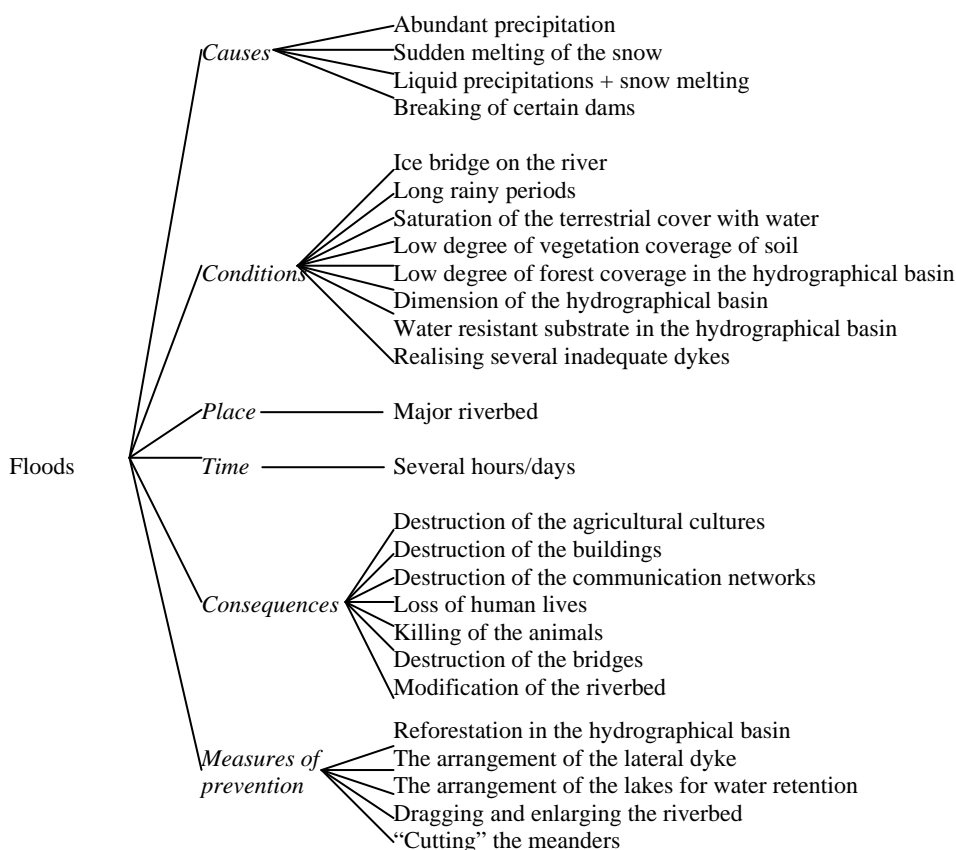 Abundant precipitation
Causes
Sudden melting of the snow
Liquid precipitations + snow melting
Breaking of certain dams
Ice bridge on the river
Long rainy periods
Saturation of the terrestrial cover with water
Low degree of vegetation coverage of soil
Conditions
Low degree of forest coverage in the hydrographical basin
Dimension of the hydrographical basin
Water resistant substrate in the hydrographical basin
Realising several inadequate dykes
Place
Major riverbed
Floods
Time
Several hours/days
Destruction of the agricultural cultures
Destruction of the buildings
Destruction of the communication networks
Consequences
Loss of human lives
Killing of the animals
Destruction of the bridges
Modification of the riverbed
Reforestation in the hydrographical basin
Measures of
prevention
The arrangement of the lateral dyke
The arrangement of the lakes for water retention
Dragging and enlarging the riverbed
“Cutting” the meanders